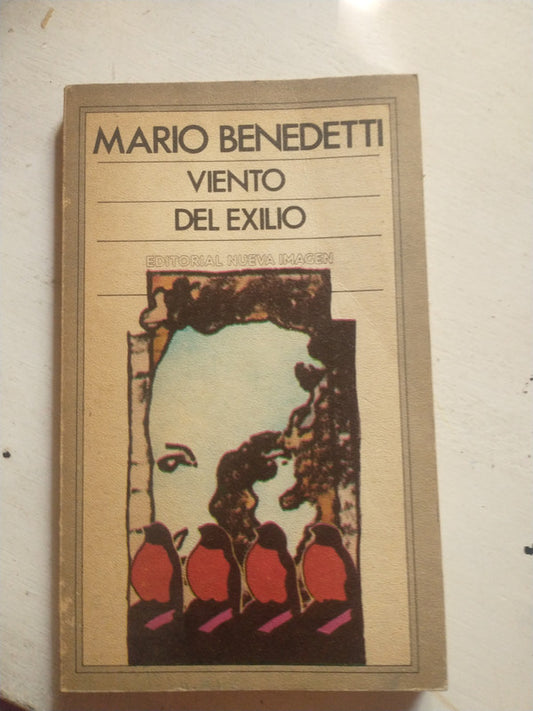 MARIO BENEDETTI
VIENTO
DEL EXILIO
EDITORIAL NUEVA IMAGEN